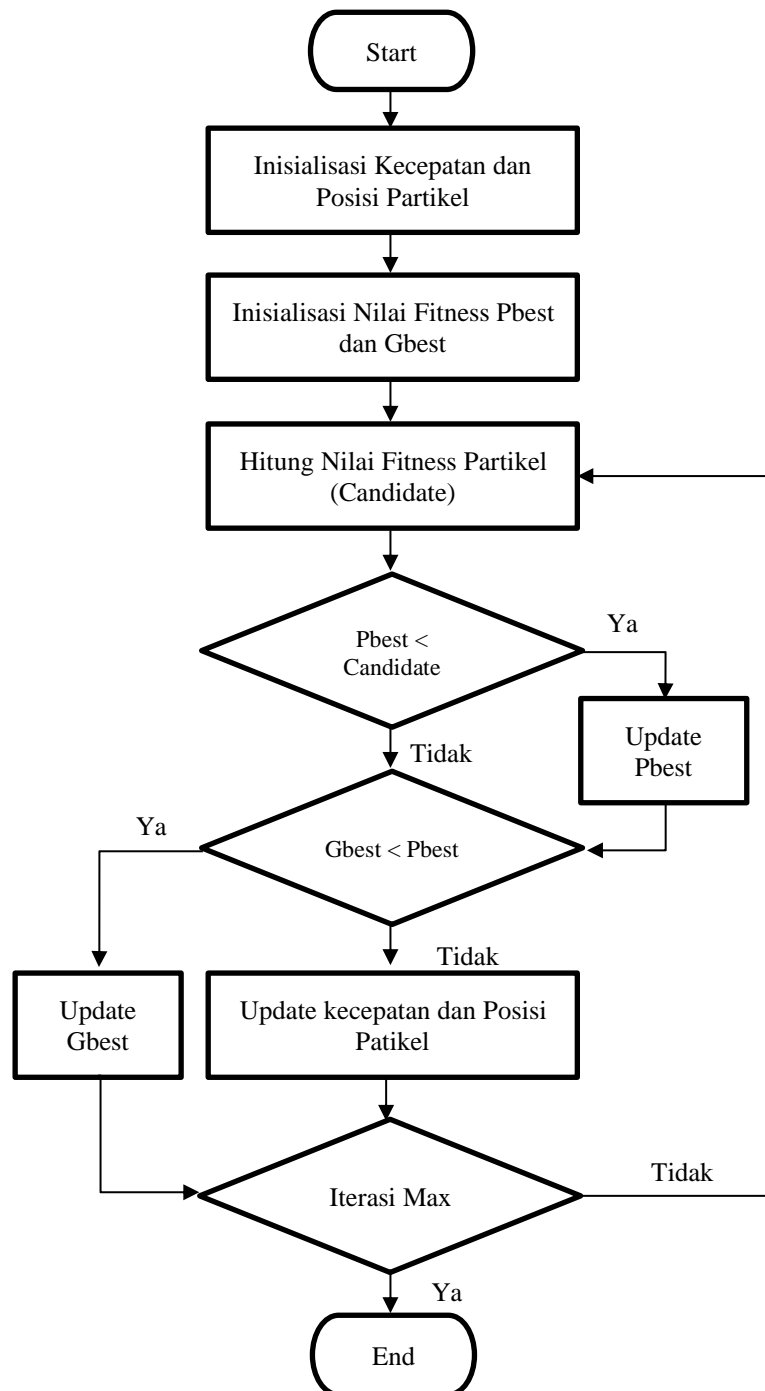 Start
Inisialisasi Kecepatan dan
Posisi Partikel
Inisialisasi Nilai Fitness Pbest
dan Gbest
Hitung Nilai Fitness Partikel
(Candidate)
Pbest <
Candidate
Ya
Update
Pbest
Tidak
Gbest < Pbest
Ya
Tidak
Update
Gbest
Update kecepatan dan Posisi
Patikel
Iterasi Max
Tidak
Ya
End